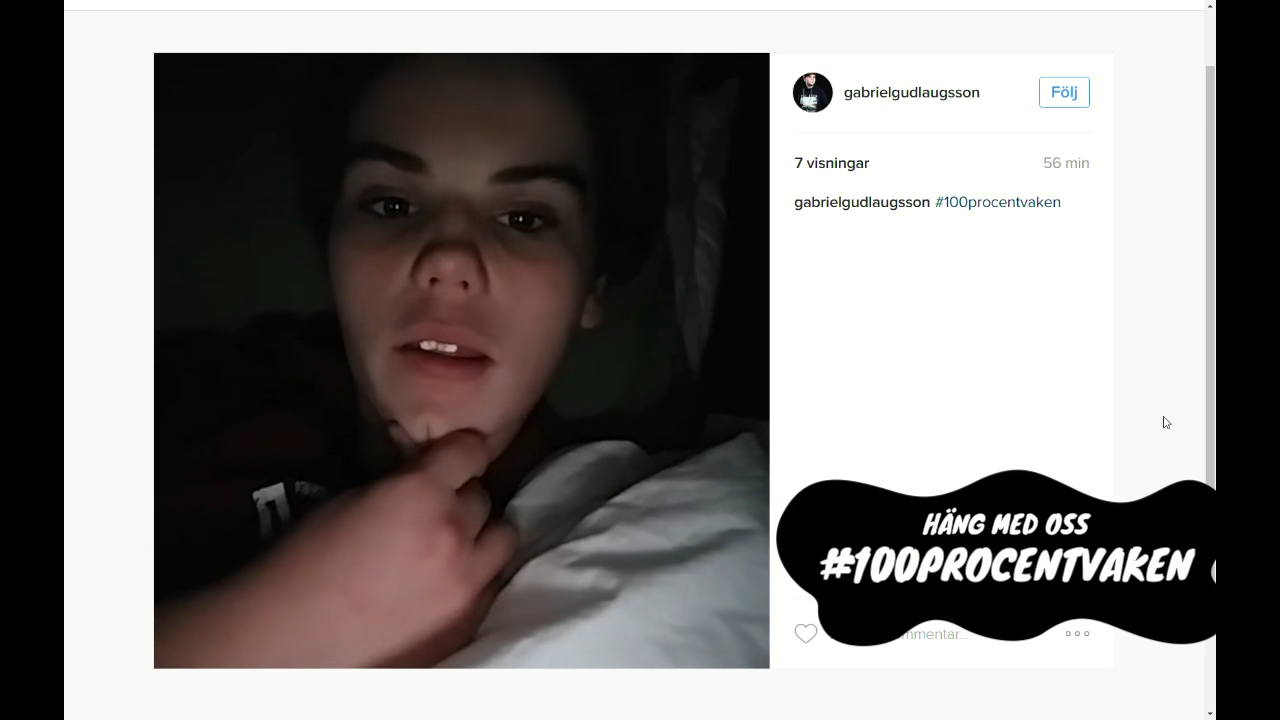 gabrielgudlaugsson
Följ
7 visningar
56 min
gabrielgudlaugsson #100procentvaken
HÄNG MED OSS
#100PROCENTVAKEN